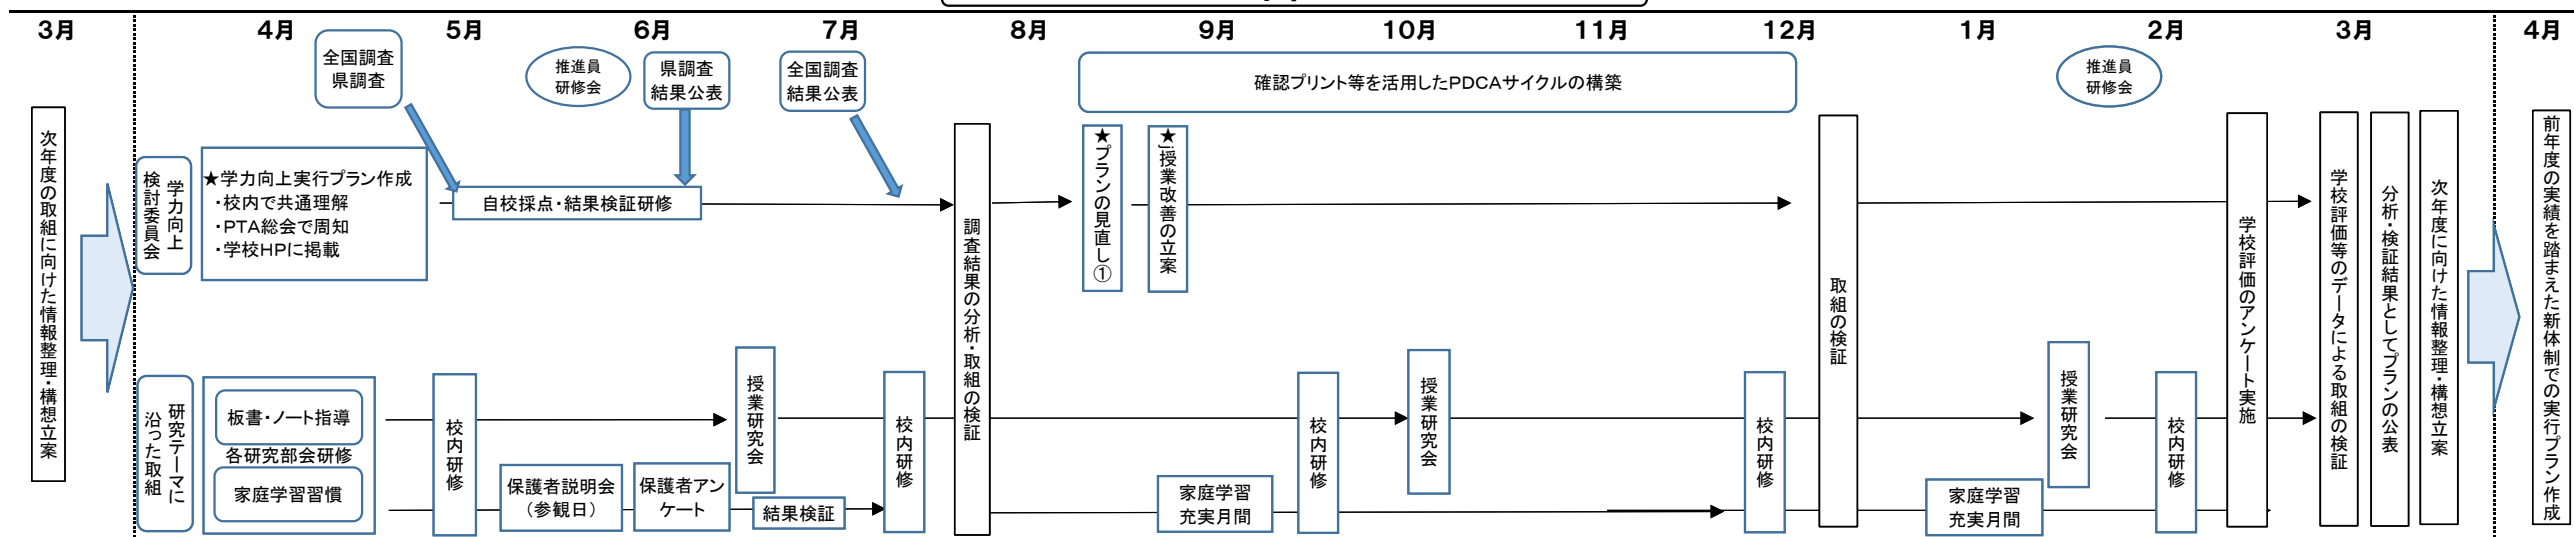 3月
4月
5月
6月
7月
8月
9月
10月
11月
12月
1月
2月
3月
4月
全国調査
県調査
推進員
研修会
県調査
結果公表
全国調査
結果公表
確認プリント等を活用したPDCAサイクルの構築
推進員
研修会
次年度の取組に向けた情報整理・構想立案
学力向上
検討委員会
★学力向上実行プラン作成
・校内で共通理解
・PTA総会で周知
・学校HPに掲載
自校採点・結果検証研修
調査結果の分析・取組の検証
★プランの見直し①
★j授業改善の立案
取組の検証
学校評価のアンケート実施
学校評価等のデータによる取組の検証
分析・検証結果としてプランの公表
次年度に向けた情報整理・構想立案
前年度の実績を踏まえた新体制での実行プラン作成
研究テーマに
沿った取組
板書・ノート指導
各研究部会研修
家庭学習習慣
校内研修
保護者説明会
（参観日）
保護者アン
ケート
授業研究会
結果検証
校内研修
家庭学習
充実月間
校内研修
授業研究会
校内研修
家庭学習
充実月間
授業研究会
校内研修